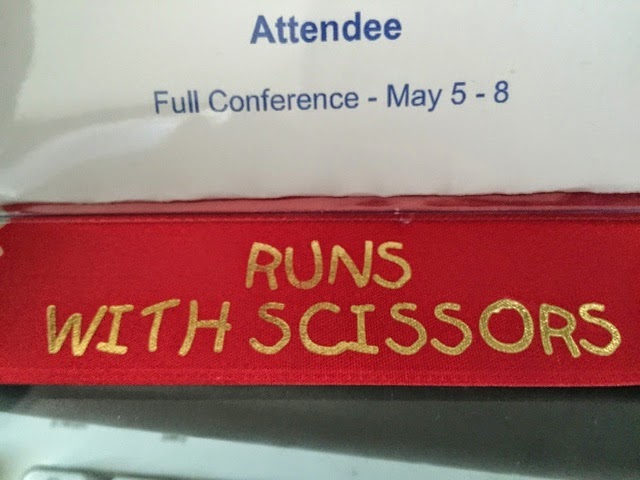 Attendee
Full Conference - May 5 - 8
RUNS
WITH SCISSORS